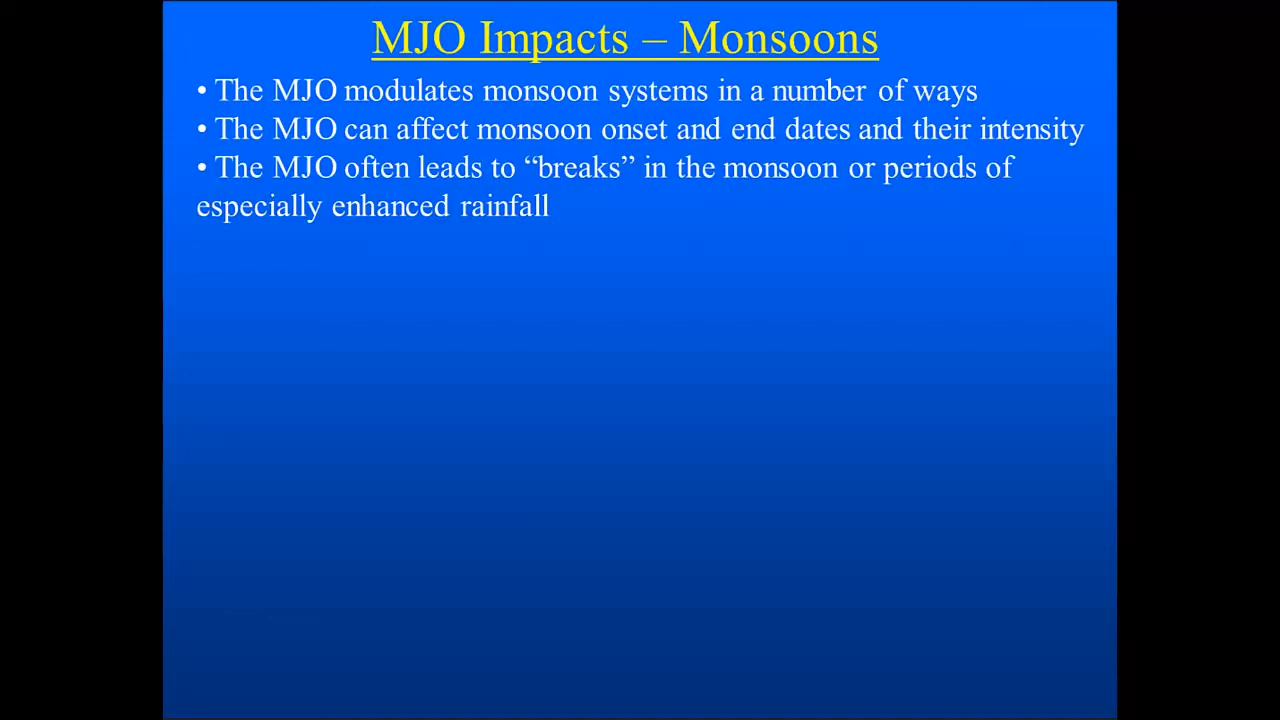 MJO Impacts – Monsoons
• The MJO modulates monsoon systems in a number of ways
• The MJO can affect monsoon onset and end dates and their intensity
• The MJO often leads to “breaks” in the monsoon or periods of
especially enhanced rainfall